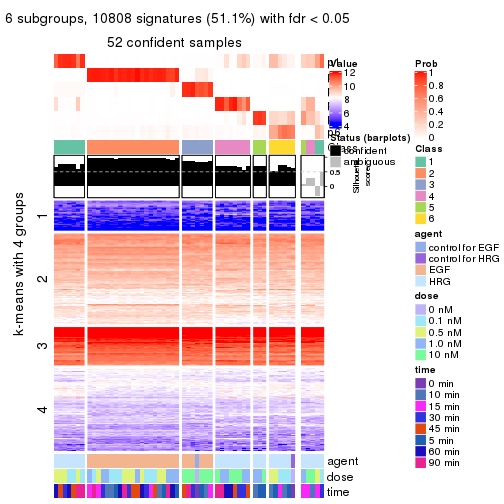 6 subgroups, 10808 signatures (51.1%) with fdr < 0.05
52 confident samples
k-means with 4 groups
1
2
3
4
Value
12
10
8
6
4
Status (barplots)
confident
ambiguous
1
0.5
0
Silhouette
score
agent
dose
time
Prob
1
0.8
0.6
0.4
0.2
0
Class
1
2
3
4
5
6
agent
control for EGF
control for HRG
EGF
HRG
dose
0 nM
0.1 nM
0.5 nM
1.0 nM
10 nM
time
0 min
10 min
15 min
30 min
45 min
5 min
60 min
90 min